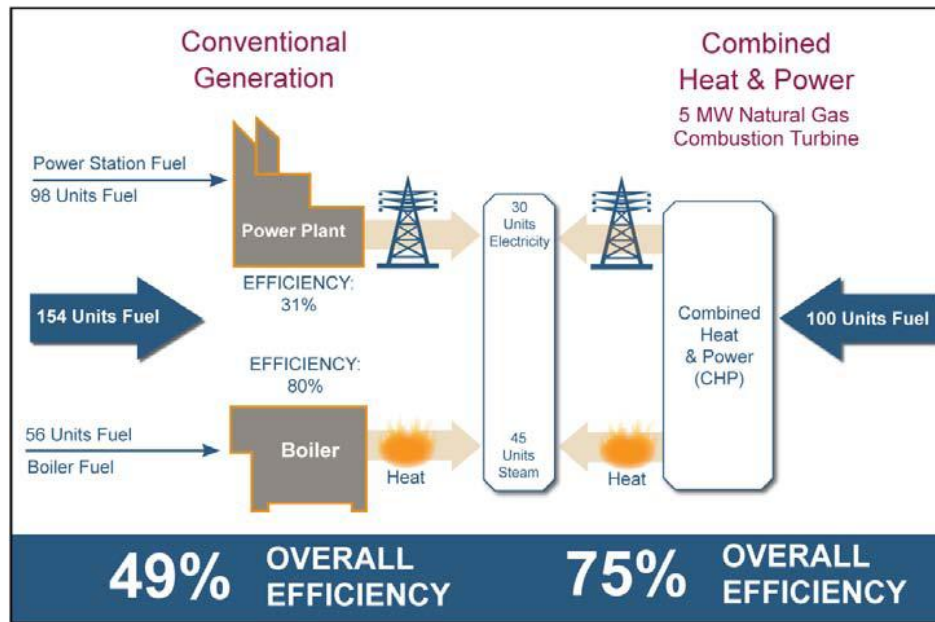 Conventional
Generation
Combined
Heat & Power
5 MW Natural Gas
Combustion Turbine
Power Station Fuel
98 Units Fuel
Power Plant
EFFICIENCY:
31%
30
Units
Electricity
154 Units Fuel
Combined
Heat
& Power
(CHP)
100 Units Fuel
EFFICIENCY:
80%
56 Units Fuel
Boiler Fuel
Boiler
Heat
45
Units
Steam
Heat
49%
OVERALL
EFFICIENCY
75%
OVERALL
EFFICIENCY